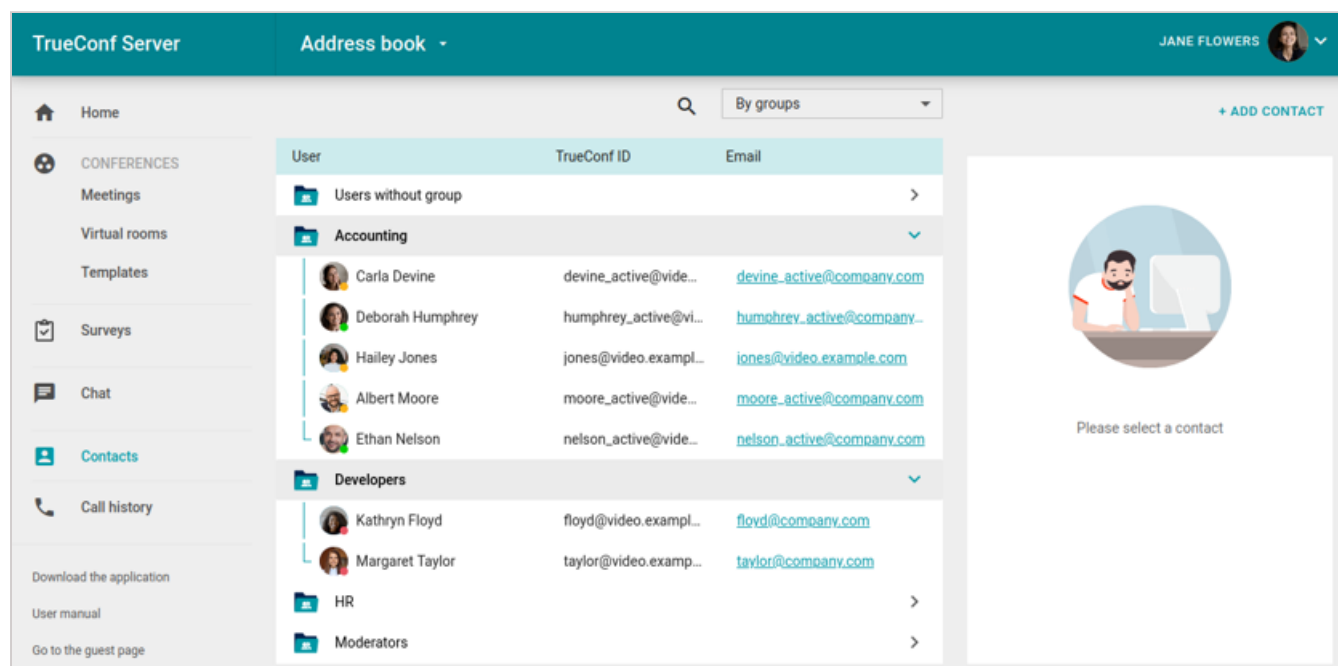 TrueConf Server
Address book
JANE FLOWERS
Home
CONFERENCES
Meetings
Virtual rooms
Templates
Surveys
Chat
Contacts
Call history
Download the application
User manual
Go to the guest page
By groups
User TrueConf ID Email
Users without group
Accounting
Carla Devine devine_active@vide... devine_active@company.com
Deborah Humphrey humphrey_active@vi... humphrey_active@company...
Hailey Jones jones@video.exampl... jones@video.example.com
Albert Moore moore_active@vide... moore_active@company.com
Ethan Nelson nelson_active@vide... nelson_active@company.com
Developers
Kathryn Floyd floyd@video.exampl... floyd@company.com
Margaret Taylor taylor@video.examp... taylor@company.com
HR
Moderators
+ ADD CONTACT
Please select a contact